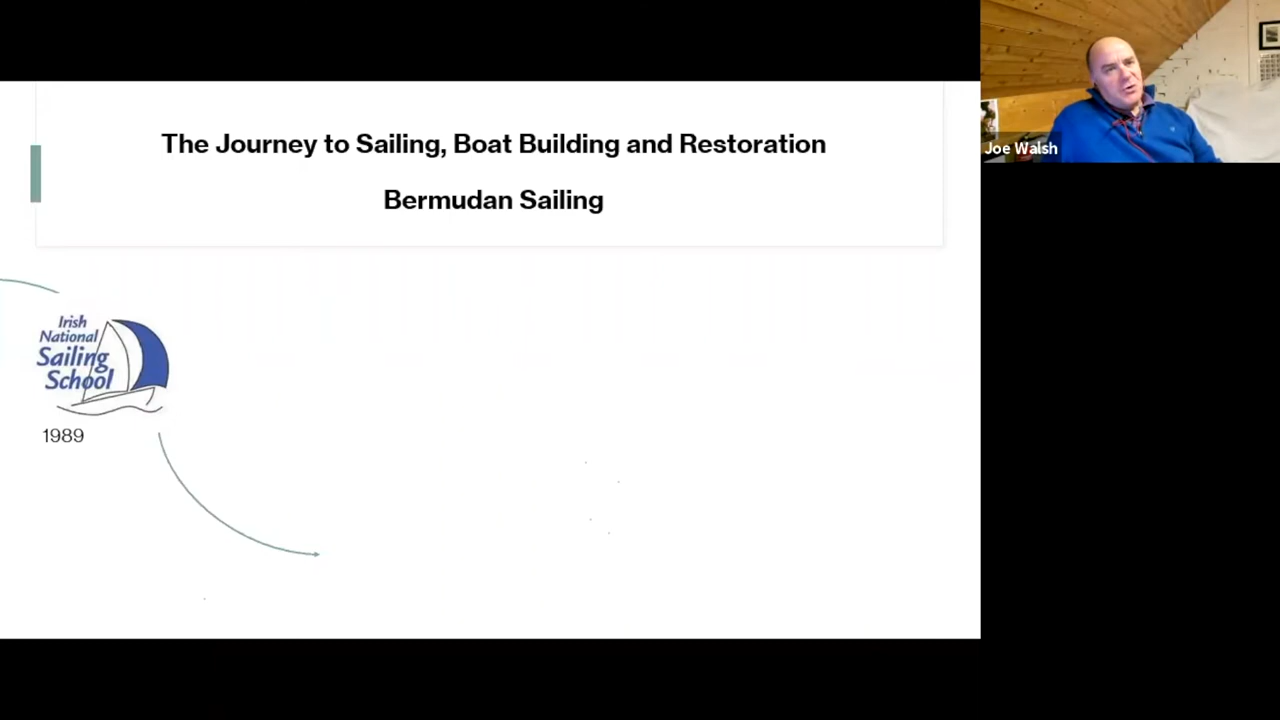 The Journey to Sailing, Boat Building and Restoration
Bermudan Sailing
Irish
National
Sailing
School
1989
Joe Walsh